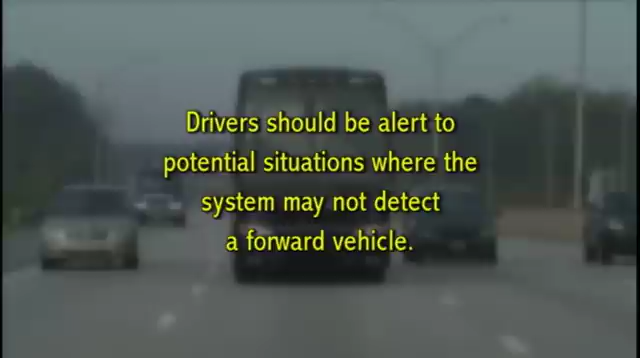 Drivers should be alert to
potential situations where the
system may not detect
a forward vehicle.